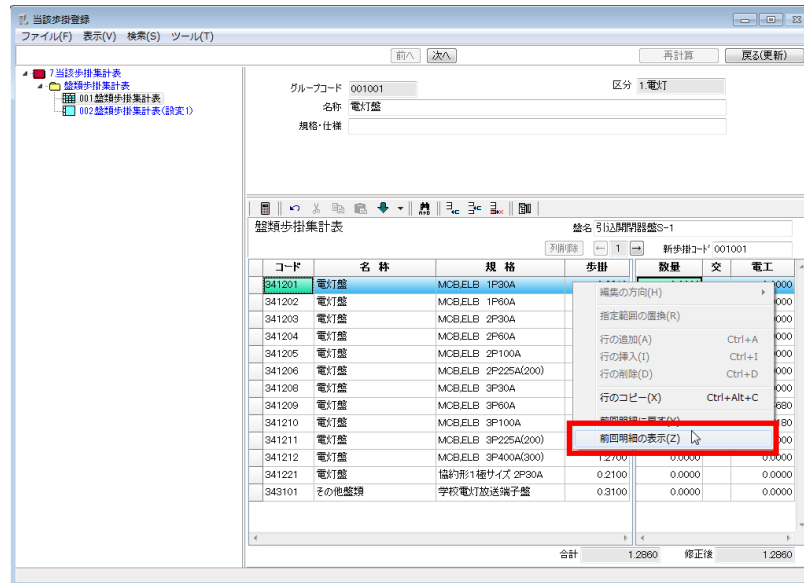 当該歩掛登録
ファイル(F) 表示(V) 検索(S) ツール(T)
前へ 次へ 再計算 戻る(更新)
7.当該歩掛集計表
盤類歩掛集計表
001盤類歩掛集計表
002盤類歩掛集計表(設変1)
グループコード 001001 区分 1.電灯
名称 電灯盤
規格・仕様
盤類歩掛集計表 盤名 引込開閉器盤S-1
列削除 1 新歩掛コード 001001
コード 名称 規格 歩掛 数量 交 電工
341201 電灯盤 MCB,ELB 1P30A
341202 電灯盤 MCB,ELB 1P60A
341203 電灯盤 MCB,ELB 2P30A
341204 電灯盤 MCB,ELB 2P60A
341205 電灯盤 MCB,ELB 2P100A
341206 電灯盤 MCB,ELB 2P225A(200)
341208 電灯盤 MCB,ELB 3P30A
341209 電灯盤 MCB,ELB 3P60A
341210 電灯盤 MCB,ELB 3P100A
341211 電灯盤 MCB,ELB 3P225A(200)
341212 電灯盤 MCB,ELB 3P400A(300) 1.2700 0.0000 0.0000
341221 電灯盤 協約形1極サイズ 2P30A 0.2100 0.0000 0.0000
343101 その他盤類 学校電灯放送端子盤 0.3100 0.0000 0.0000
編集の方向(H)
指定範囲の置換(R)
行の追加(A) Ctrl+A
行の挿入(I) Ctrl+I
行の削除(D) Ctrl+D
行のコピー(X) Ctrl+Alt+C
前回明細に戻す(Y)
前回明細の表示(Z)
合計 1.2860 修正後 1.2860